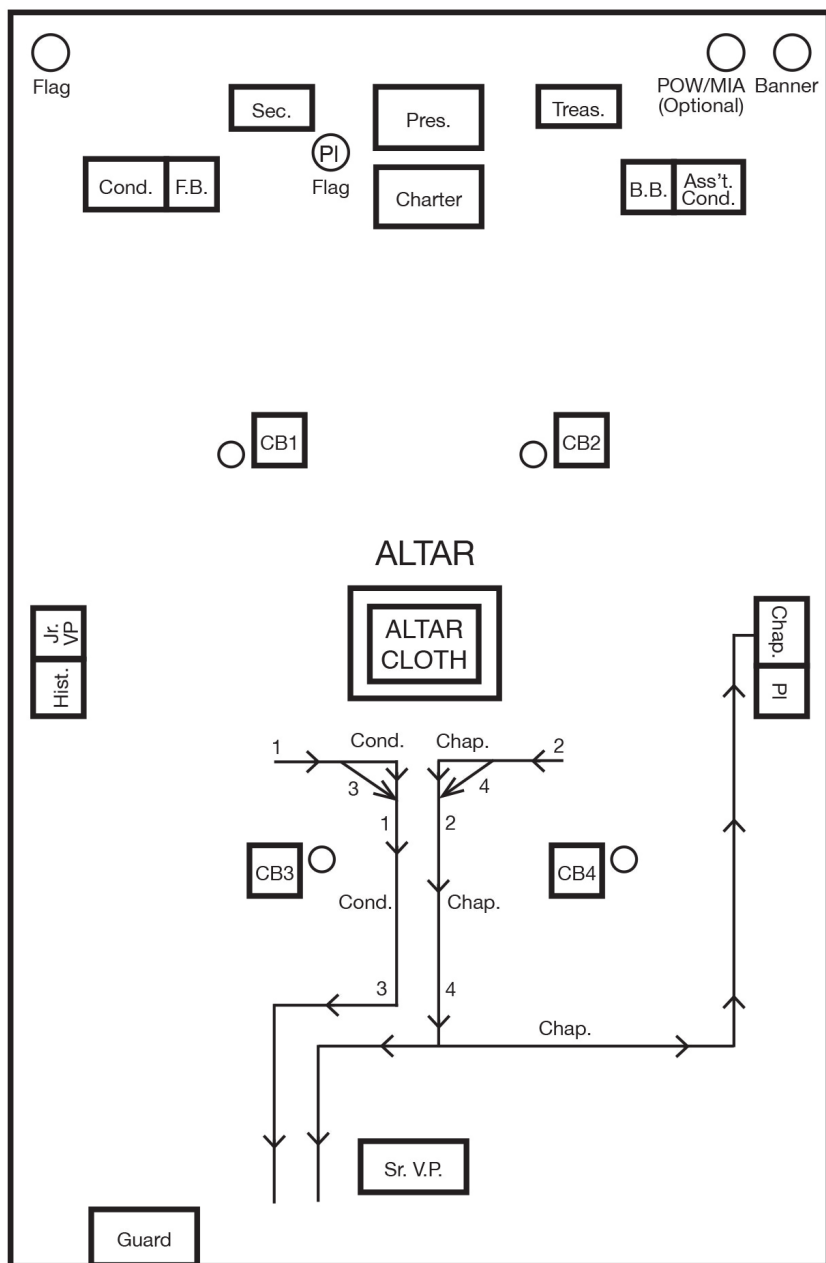 Flag
POW/MIA
(Optional)
Banner
Sec.
Pres.
Treas.
PI
Flag
Cond.
F.B.
Charter
B.B.
Ass't.
Cond.
CB1
CB2
ALTAR
ALTAR
CLOTH
Jr.
VP
Hist.
Chap.
PI
1
Cond.
Chap.
2
3
4
1
2
CB3
CB4
Cond.
Chap.
3
4
Chap.
Sr. V.P.
Guard